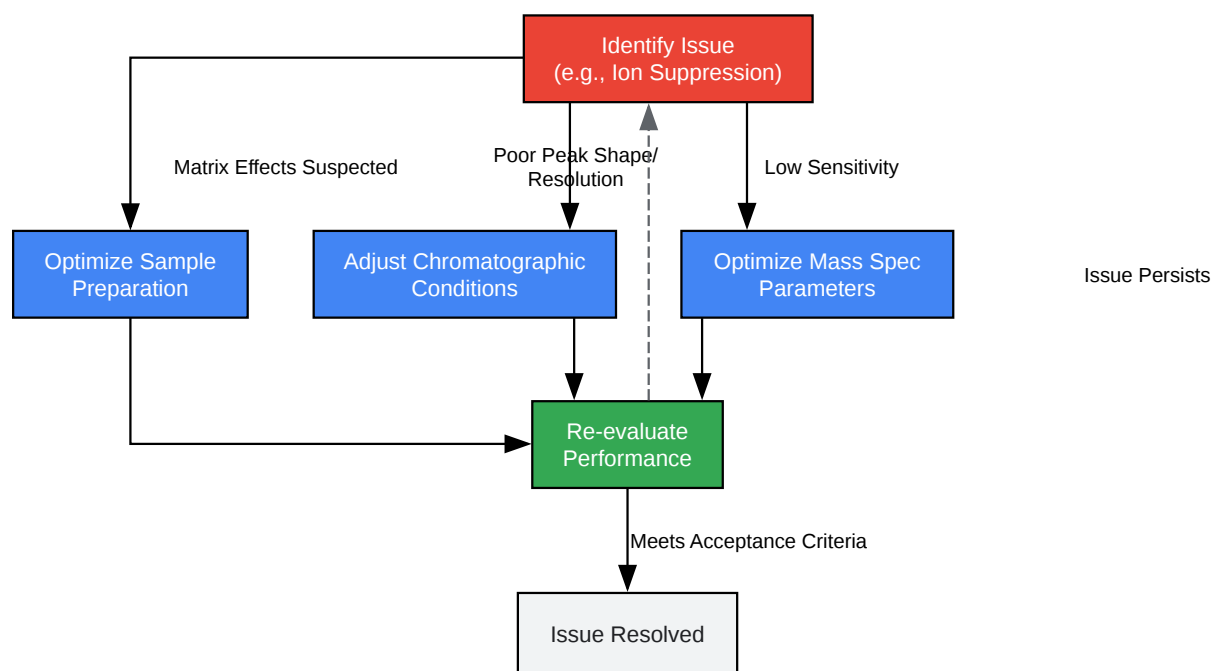 Identify Issue
(e.g., Ion Suppression)
Matrix Effects Suspected
Poor Peak Shape/
Resolution
Low Sensitivity
Optimize Sample
Preparation
Adjust Chromatographic
Conditions
Optimize Mass Spec
Parameters
Issue Persists
Re-evaluate
Performance
Meets Acceptance Criteria
Issue Resolved